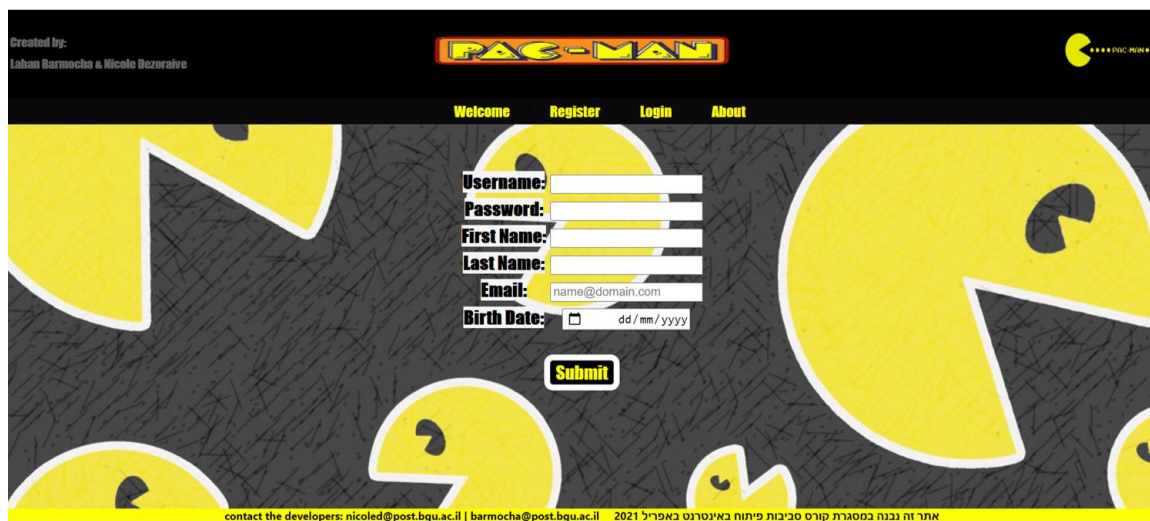 Created by:
Lahan Barmocha & Nicole Dezoraive
PAC-MAN
PAC-MAN
Welcome Register Login About
Username:
Password:
First Name:
Last Name:
Email: name@domain.com
Birth Date: dd/mm/yyyy
Submit
contact the developers: nicoled@post.bgu.ac.il | barmocha@post.bgu.ac.il אתר זה נבנה במסגרת קורס סביבות פיתוח באינטרנט באפריל 2021